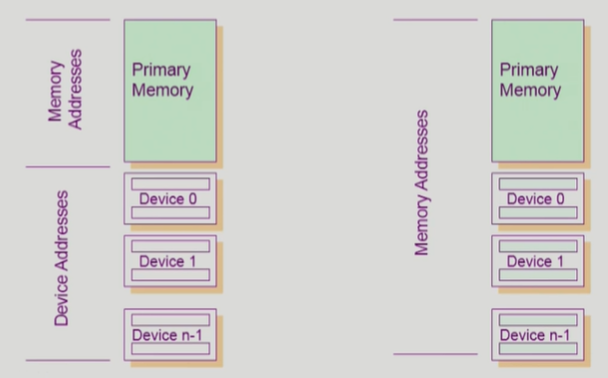 Memory
Addresses
Primary
Memory
Device Addresses
Device 0
Device 1
Device n-1
Memory Addresses
Primary
Memory
Device 0
Device 1
Device n-1